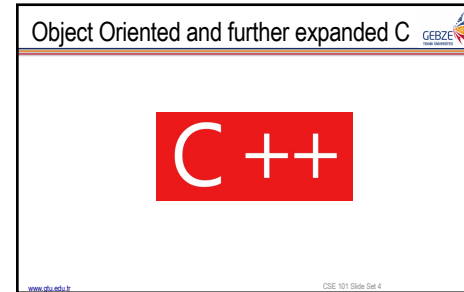 Object Oriented and further expanded C
GEBZE
C ++
www.gtu.edu.tr
CSE 101 Slide Set 4